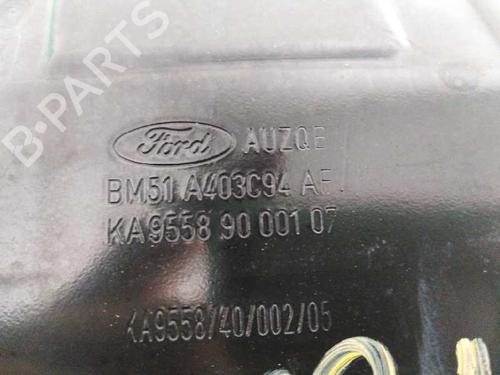 B-PARTS
Ford AUZQE
BM51 A403C94 AF
KA9558 90 001 07
KA9558/40/002/05